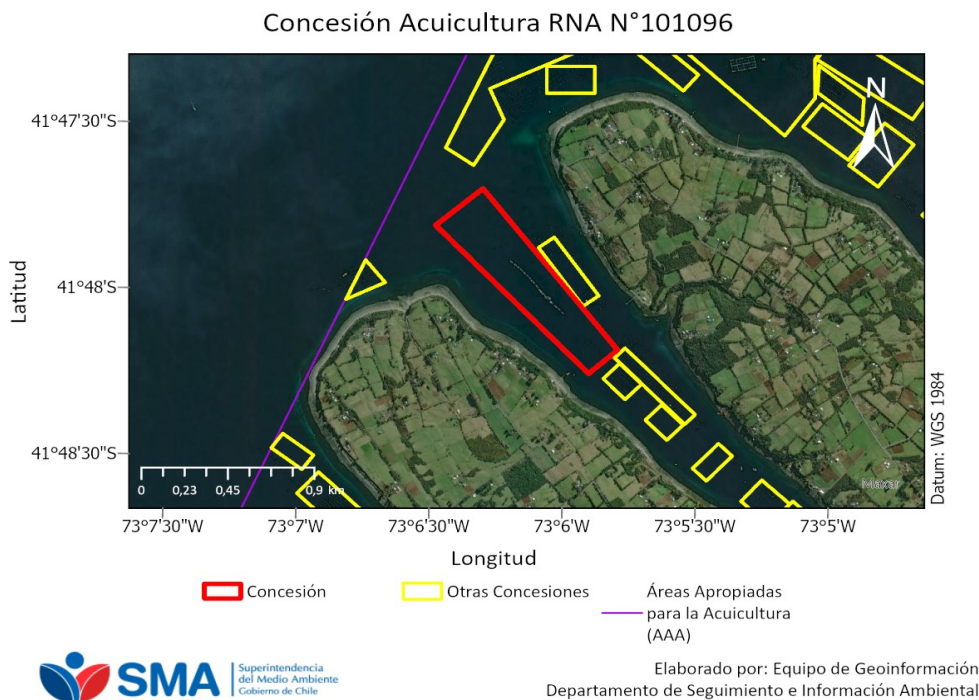 Concesión Acuicultura RNA N°101096
N
41°47'30"S
41°48'S
41°48'30"S
Latitud
0 0,23 0,45 0,9 km
Maxar
Datum: WGS 1984
73°7'30"W 73°7'W 73°6'30"W 73°6'W 73°5'30"W 73°5'W
Longitud
Concesión
Otras Concesiones
Áreas Apropiadas
para la Acuicultura
(AAA)
SMA
Superintendencia
del Medio Ambiente
Gobierno de Chile
Elaborado por: Equipo de Geoinformación
Departamento de Seguimiento e Información Ambiental